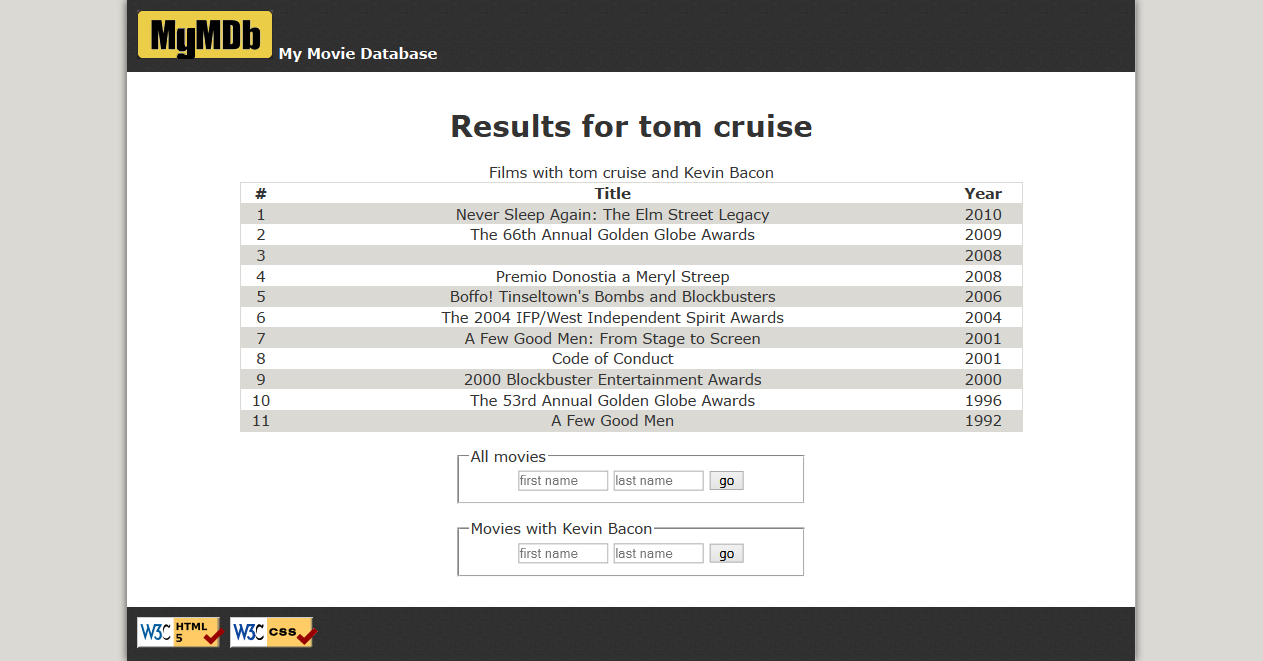 MyMDb My Movie Database
Results for tom cruise
Films with tom cruise and Kevin Bacon
# Title Year
1 Never Sleep Again: The Elm Street Legacy 2010
2 The 66th Annual Golden Globe Awards 2009
3 2008
4 Premio Donostia a Meryl Streep 2008
5 Boffo! Tinseltown's Bombs and Blockbusters 2006
6 The 2004 IFP/West Independent Spirit Awards 2004
7 A Few Good Men: From Stage to Screen 2001
8 Code of Conduct 2001
9 2000 Blockbuster Entertainment Awards 2000
10 The 53rd Annual Golden Globe Awards 1996
11 A Few Good Men 1992
All movies
first name last name go
Movies with Kevin Bacon
first name last name go
W3C HTML 5 W3C css